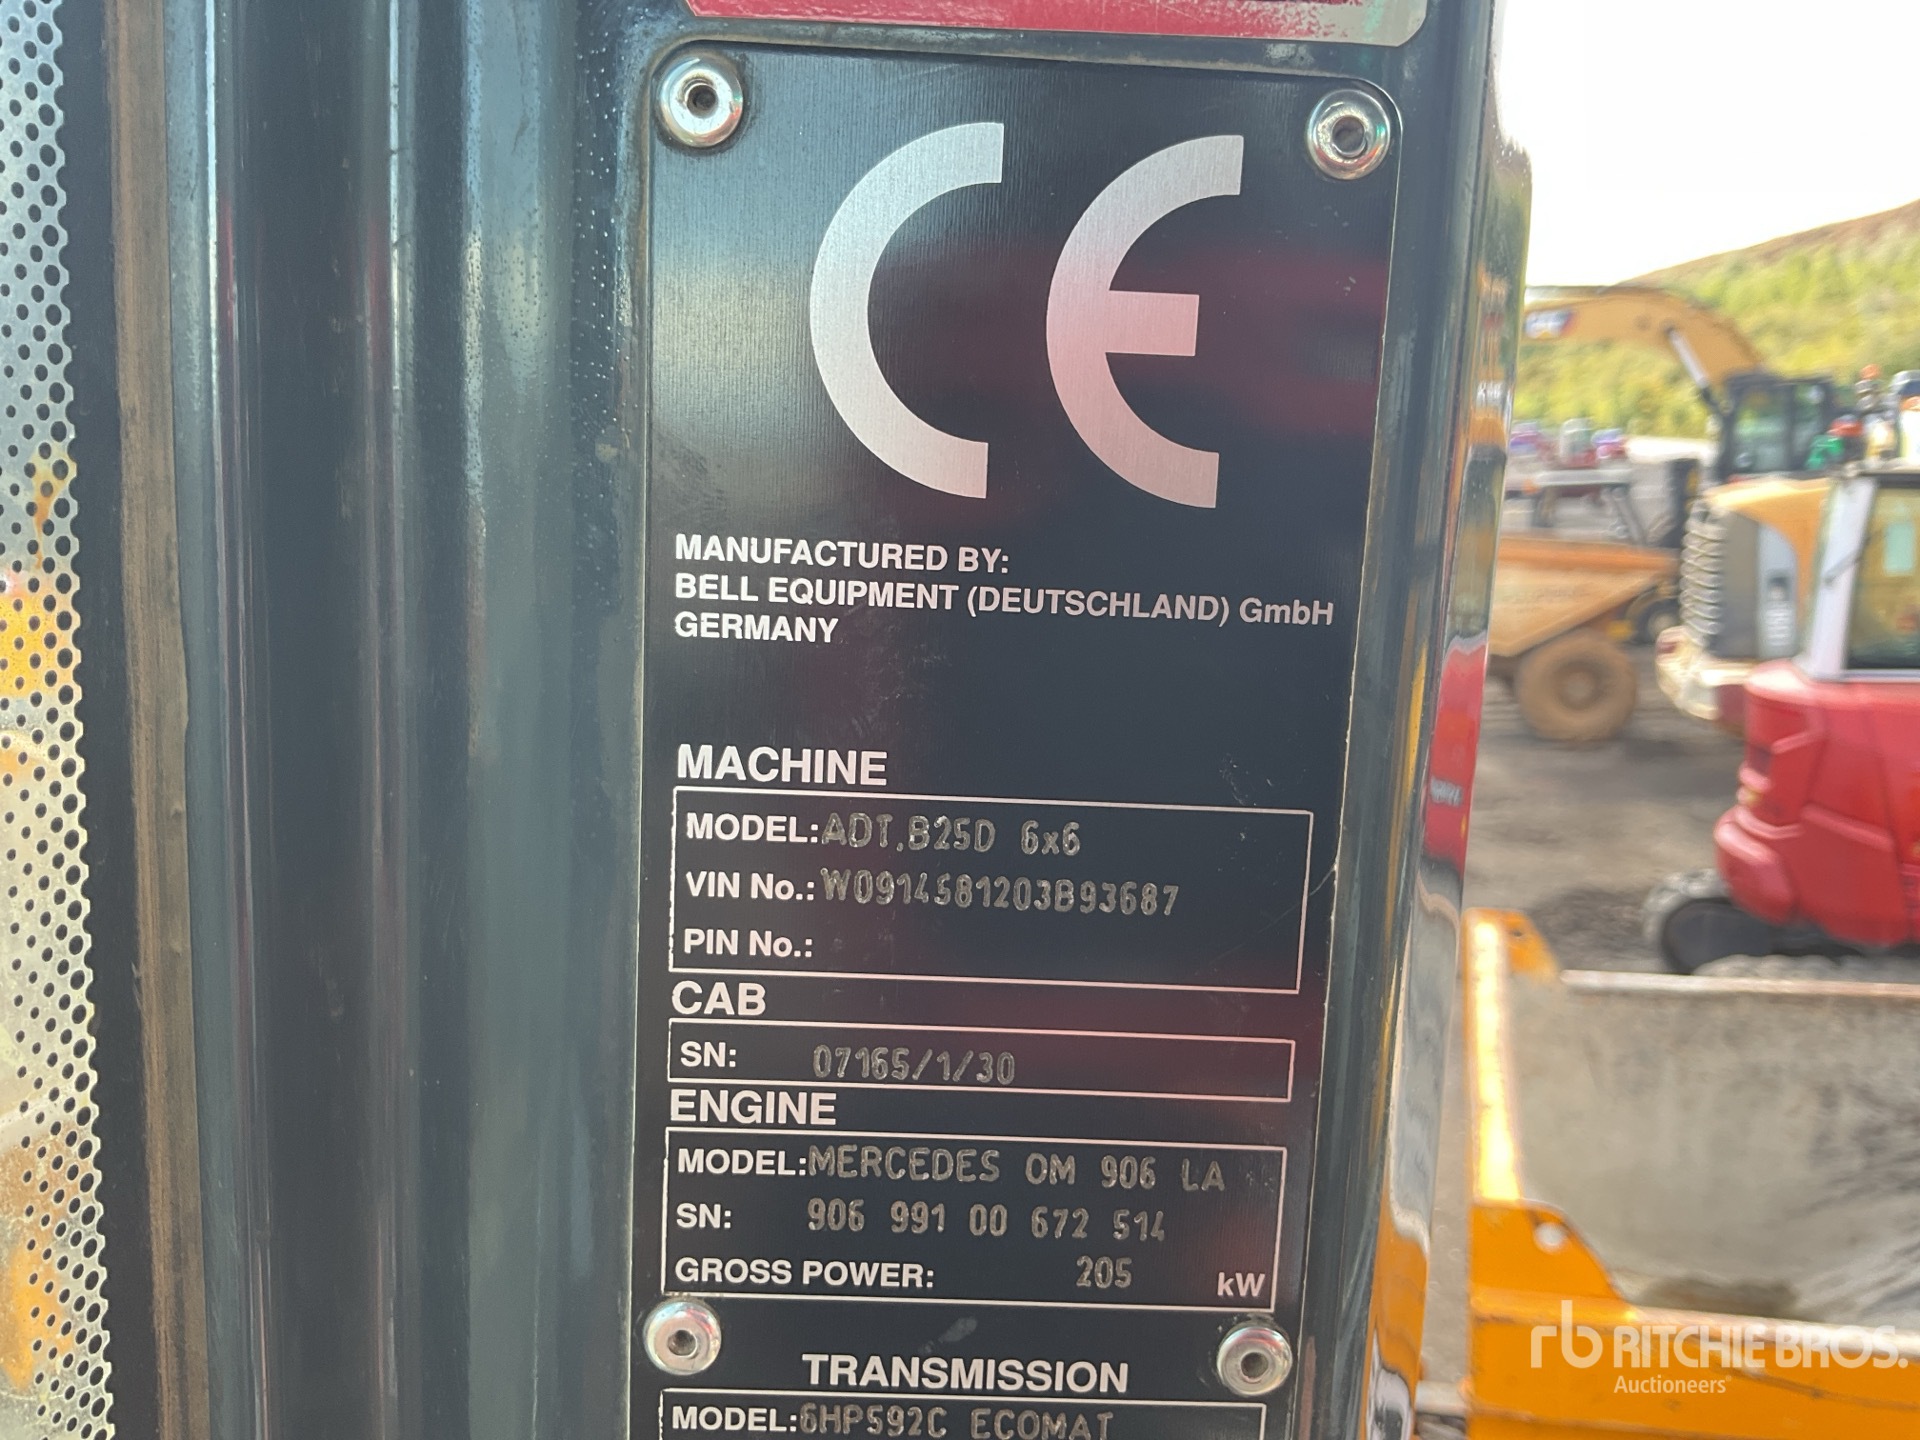 CE
MANUFACTURED BY:
BELL EQUIPMENT (DEUTSCHLAND) GmbH
GERMANY
MACHINE
MODEL: ADT.B25D 6x6
VIN No.: W0914581203B93687
PIN No.:
CAB
SN: 07165/1/30
ENGINE
MODEL: MERCEDES OM 906 LA
SN: 906 991 00 672 514
GROSS POWER: 205 kW
TRANSMISSION
MODEL: 6HP592C ECOMAT
rb RITCHIE BROS.
Auctioneers